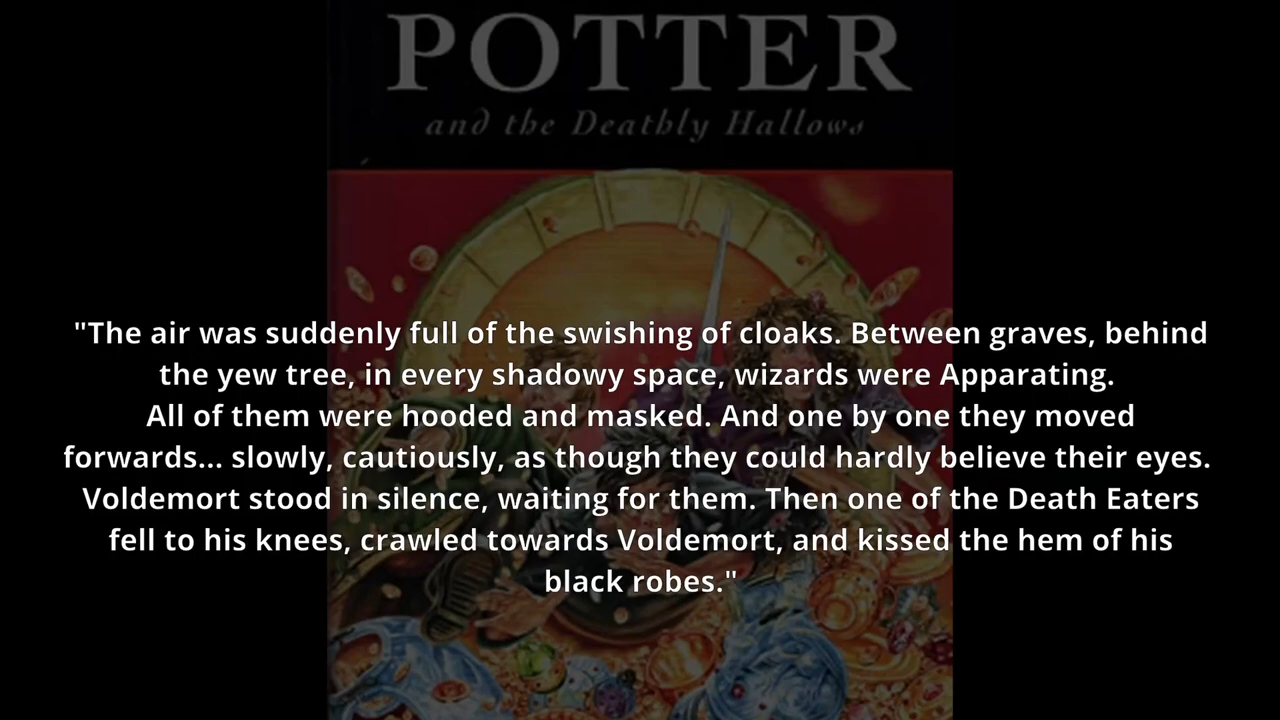 POTTER
and the Deathly Hallows
"The air was suddenly full of the swishing of cloaks. Between graves, behind
the yew tree, in every shadowy space, wizards were Apparating.
All of them were hooded and masked. And one by one they moved
forwards... slowly, cautiously, as though they could hardly believe their eyes.
Voldemort stood in silence, waiting for them. Then one of the Death Eaters
fell to his knees, crawled towards Voldemort, and kissed the hem of his
black robes."